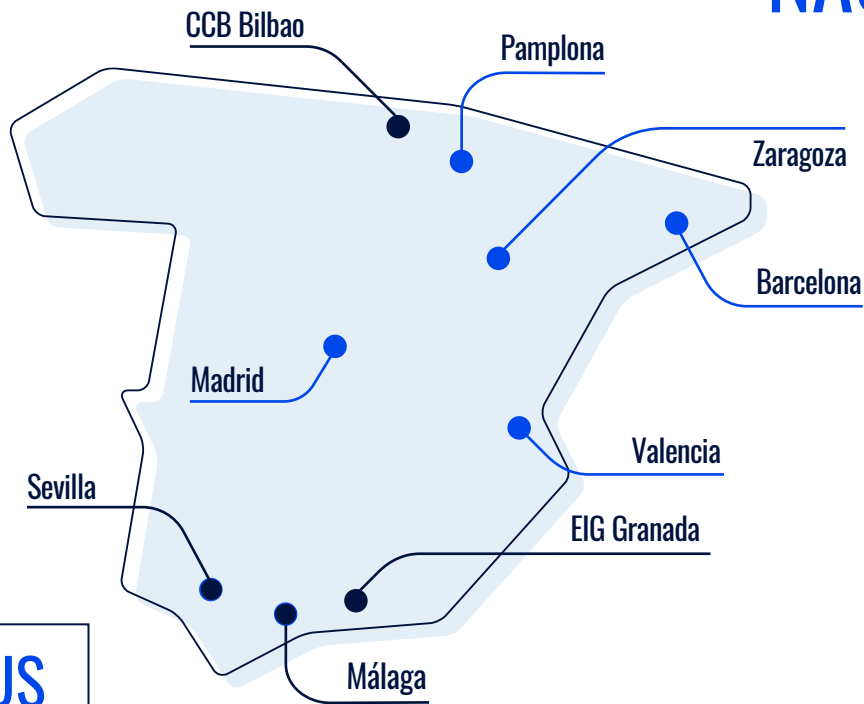 CCB Bilbao
Pamplona
Zaragoza
Barcelona
Madrid
Valencia
Sevilla
EIG Granada
Málaga